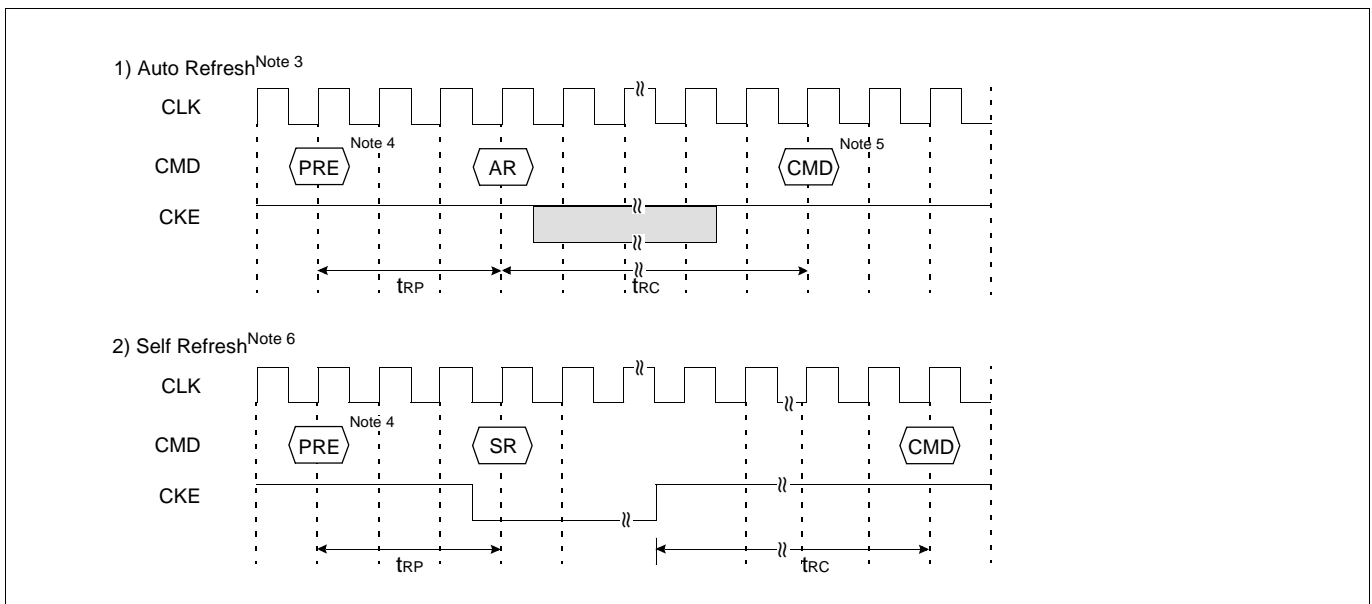 1) Auto Refresh Note 3
CLK
CMD PRE Note 4 AR CMD Note 5
CKE
tRP tRC
2) Self Refresh Note 6
CLK
CMD PRE Note 4 SR CMD
CKE
tRP tRC